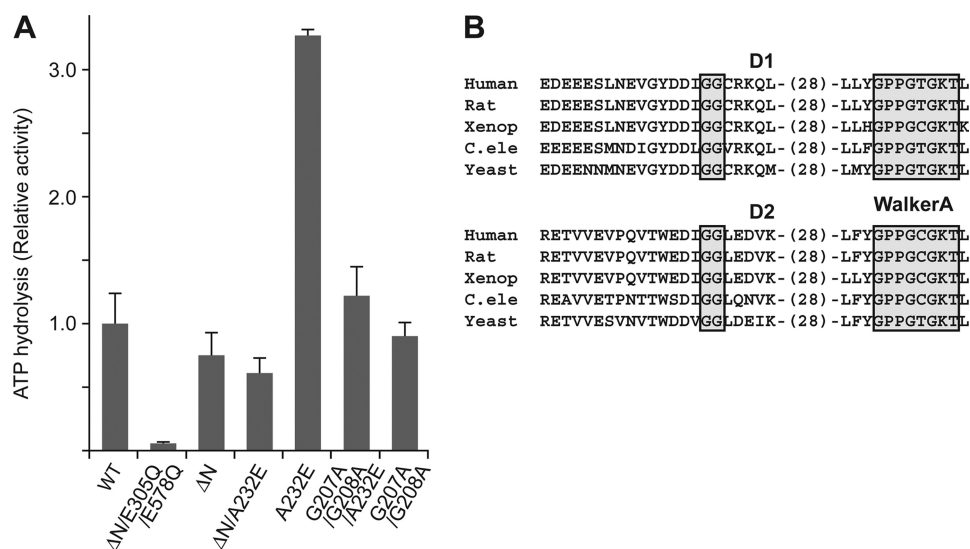 A
ATP hydrolysis (Relative activity)
3.0
2.0
1.0
WT
ΔN/E305Q
/E578Q
ΔN
ΔN/A232E
A232E
G207A
/G208A
/A232E
G207A
/G208A
B
D1
Human EDEEESLNEVGYDDIGGCRKQL-(28)-LLYGPPGTGKTL
Rat EDEEESLNEVGYDDIGGCRKQL-(28)-LLYGPPGTGKTL
Xenop EDEEESLNEVGYDDIGGCRKQL-(28)-LLHGPPGCGKTK
C.ele EEEEESMNDIGYDDLGGVRKQL-(28)-LLFGPPGTGKTL
Yeast EDEENNMNEVGYDDIGGCRKQM-(28)-LMYGPPGTGKTL
D2 WalkerA
Human RETVVEVPQVTWEDIGGLEDVK-(28)-LFYGPPGCGKTL
Rat RETVVEVPQVTWEDIGGLEDVK-(28)-LFYGPPGCGKTL
Xenop RETVVEVPQVTWEDIGGLEDVK-(28)-LLYGPPGCGKTL
C.ele REAVVETPNTTWSDIGGLQNVK-(28)-LFYGPPGCGKTL
Yeast RETVVESVNVTWDDVGGLDEIK-(28)-LFYGPPGTGKTL